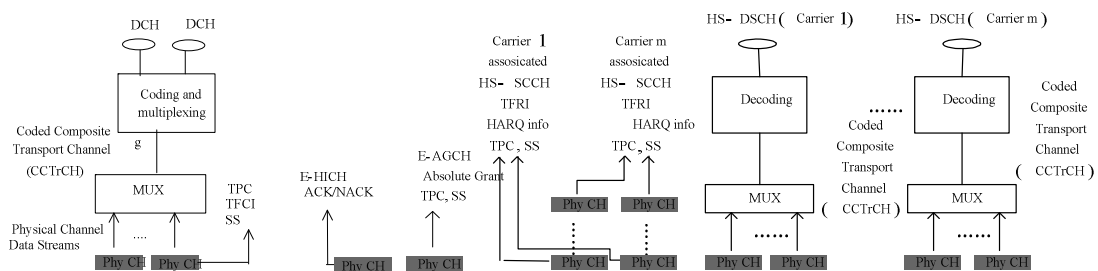 DCH
DCH
Coding and
multiplexing
g
Coded Composite
Transport Channel
(CCTrCH)
MUX
Physical Channel
Data Streams
....
Phy CH
Phy CH
TPC
TFCI
SS
E-HICH
ACK/NACK
Phy CH
E-AGCH
Absolute Grant
TPC, SS
Phy CH
Carrier 1
assosicated
HS- SCCH
TFRI
HARQ info
TPC, SS
Carrier m
assosicated
HS- SCCH
TFRI
HARQ info
TPC, SS
Phy CH
Phy CH
Phy CH
Phy CH
HS- DSCH( Carrier 1)
Decoding
Coded
Composite
Transport
Channel
( CCTrCH)
MUX
......
Phy CH
Phy CH
......
HS- DSCH( Carrier m )
Decoding
Coded
Composite
Transport
Channel
( CCTrCH)
MUX
......
Phy CH
Phy CH